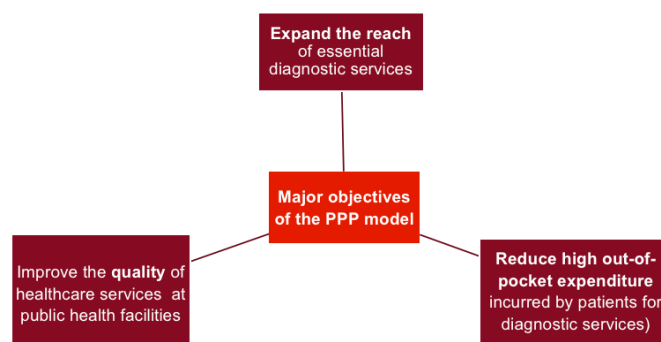 Expand the reach
of essential
diagnostic services
Major objectives
of the PPP model
Improve the quality of
healthcare services at
public health facilities
Reduce high out-of-
pocket expenditure
incurred by patients for
diagnostic services)